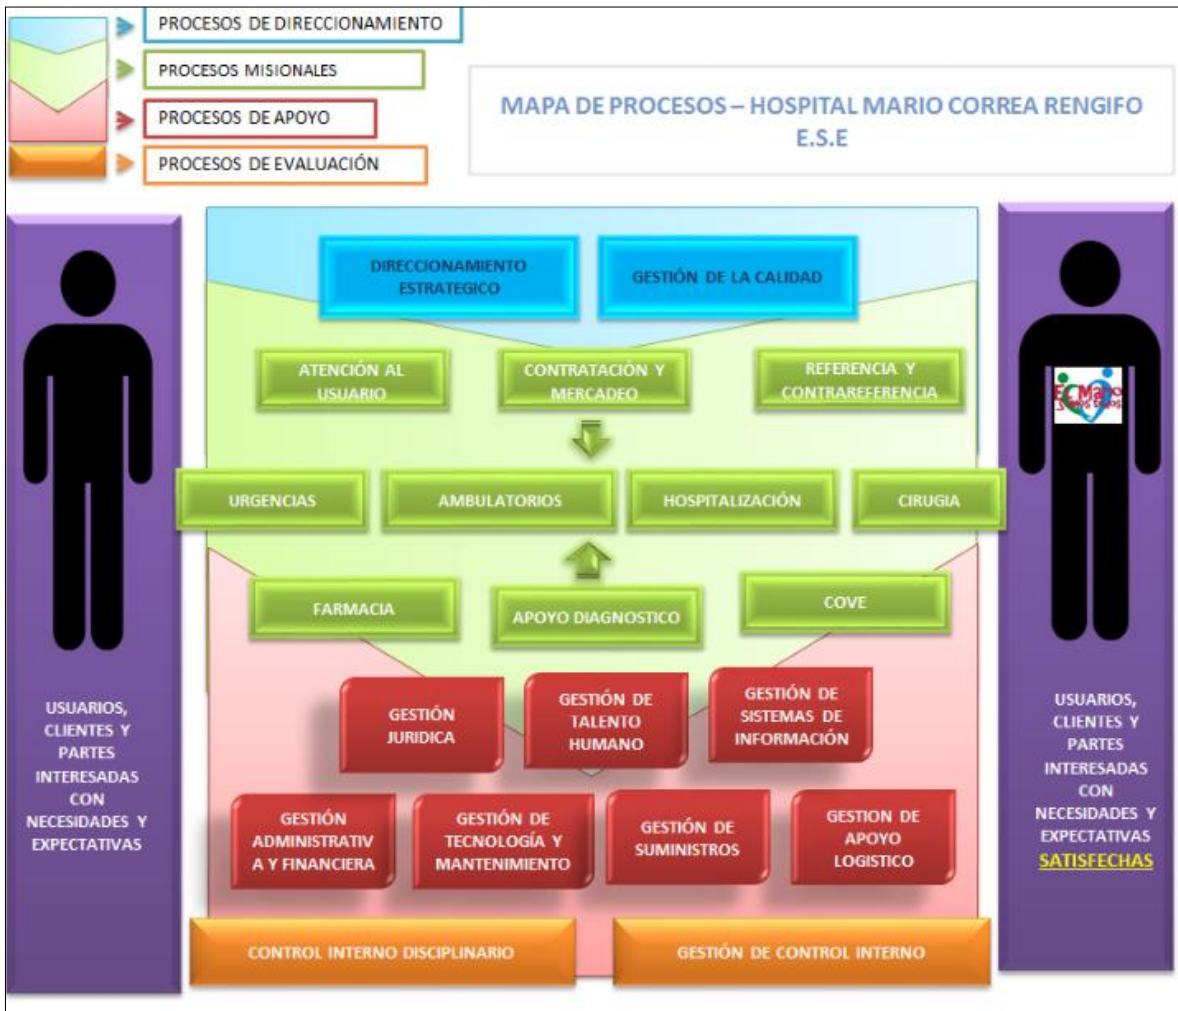 PROCESOS DE DIRECCIONAMIENTO
PROCESOS MISIONALES
PROCESOS DE APOYO
PROCESOS DE EVALUACIÓN
MAPA DE PROCESOS – HOSPITAL MARIO CORREA RENGIFO
E.S.E
DIRECCIONAMIENTO
ESTRATEGICO
GESTIÓN DE LA CALIDAD
ATENCIÓN AL
USUARIO
CONTRATACIÓN Y
MERCADEO
REFERENCIA Y
CONTRAREFERENCIA
URGENCIAS
AMBULATORIOS
HOSPITALIZACIÓN
CIRUGIA
FARMACIA
APOYO DIAGNOSTICO
COVE
GESTIÓN
JURIDICA
GESTIÓN DE
TALENTO
HUMANO
GESTIÓN DE
SISTEMAS DE
INFORMACIÓN
GESTIÓN
ADMINISTRATIV
A Y FINANCIERA
GESTIÓN DE
TECNOLOGÍA Y
MANTENIMIENTO
GESTIÓN DE
SUMINISTROS
GESTION DE
APOYO
LOGISTICO
CONTROL INTERNO DISCIPLINARIO
GESTIÓN DE CONTROL INTERNO
USUARIOS,
CLIENTES Y
PARTES
INTERESADAS
CON
NECESIDADES Y
EXPECTATIVAS
USUARIOS,
CLIENTES Y
PARTES
INTERESADAS
CON
NECESIDADES Y
EXPECTATIVAS
SATISFECHAS